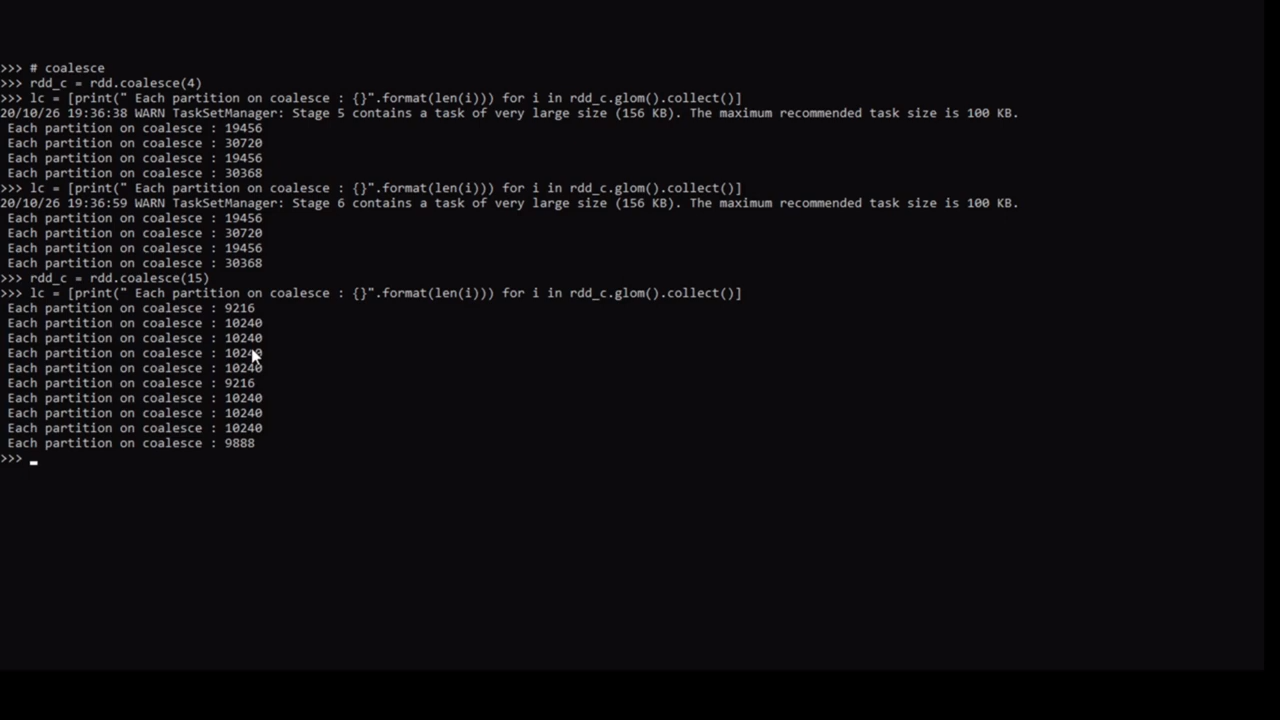 >>> # coalesce
>>> rdd_c = rdd.coalesce(4)
>>> lc = [print(" Each partition on coalesce : {}".format(len(i))) for i in rdd_c.glom().collect()]
20/10/26 19:36:38 WARN TaskSetManager: Stage 5 contains a task of very large size (156 KB). The maximum recommended task size is 100 KB.
 Each partition on coalesce : 19456
 Each partition on coalesce : 30720
 Each partition on coalesce : 19456
 Each partition on coalesce : 30368
>>> lc = [print(" Each partition on coalesce : {}".format(len(i))) for i in rdd_c.glom().collect()]
20/10/26 19:36:59 WARN TaskSetManager: Stage 6 contains a task of very large size (156 KB). The maximum recommended task size is 100 KB.
 Each partition on coalesce : 19456
 Each partition on coalesce : 30720
 Each partition on coalesce : 19456
 Each partition on coalesce : 30368
>>> rdd_c = rdd.coalesce(15)
>>> lc = [print(" Each partition on coalesce : {}".format(len(i))) for i in rdd_c.glom().collect()]
 Each partition on coalesce : 9216
 Each partition on coalesce : 10240
 Each partition on coalesce : 10240
 Each partition on coalesce : 10240
 Each partition on coalesce : 10240
 Each partition on coalesce : 9216
 Each partition on coalesce : 10240
 Each partition on coalesce : 10240
 Each partition on coalesce : 10240
 Each partition on coalesce : 9888
>>> _